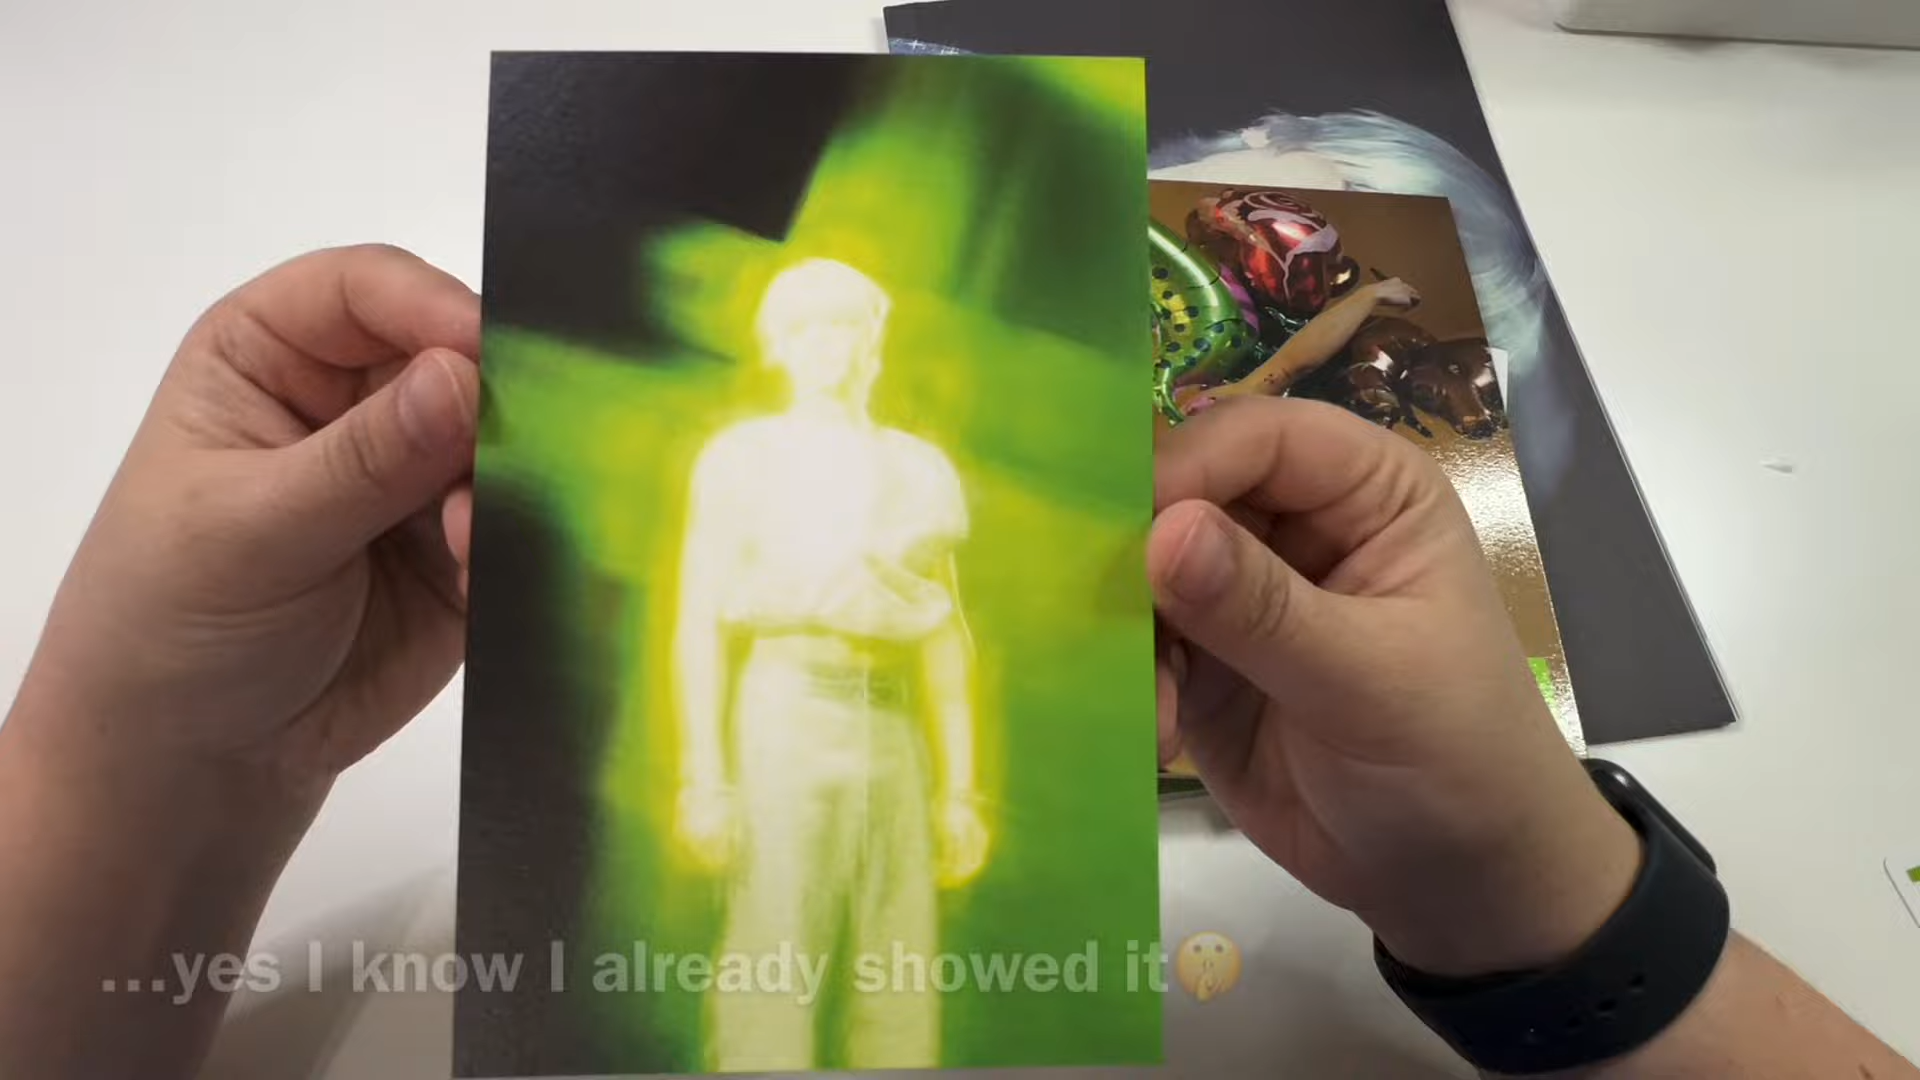 ...yes I know I already showed it🤫